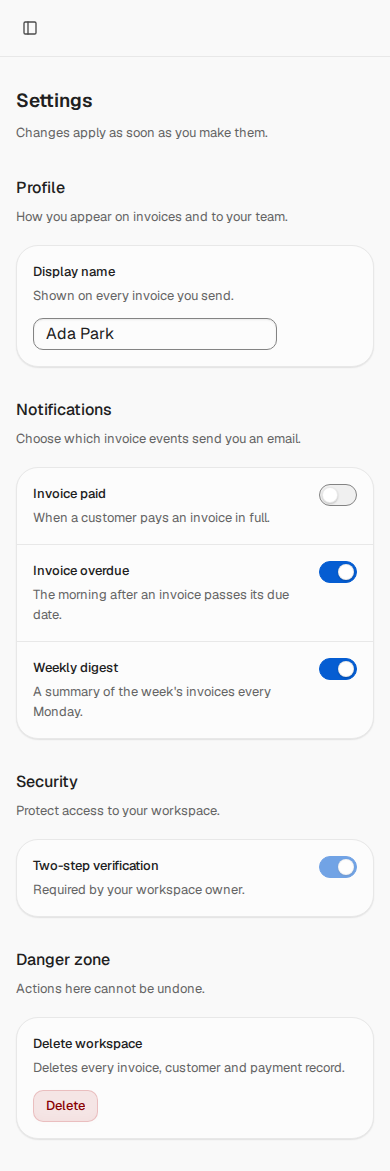 Settings
Changes apply as soon as you make them.
Profile
How you appear on invoices and to your team.
Display name
Shown on every invoice you send.
Ada Park
Notifications
Choose which invoice events send you an email.
Invoice paid
When a customer pays an invoice in full.
Invoice overdue
The morning after an invoice passes its due
date.
Weekly digest
A summary of the week's invoices every
Monday.
Security
Protect access to your workspace.
Two-step verification
Required by your workspace owner.
Danger zone
Actions here cannot be undone.
Delete workspace
Deletes every invoice, customer and payment record.
Delete